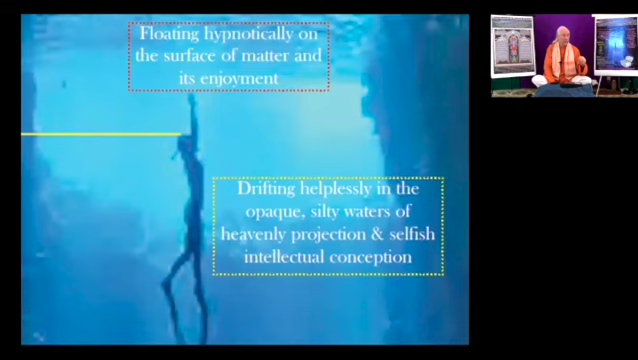 Floating hypnotically on
the surface of matter and
its enjoyment
Drifting helplessly in the
opaque, silty waters of
heavenly projection & selfish
intellectual conception